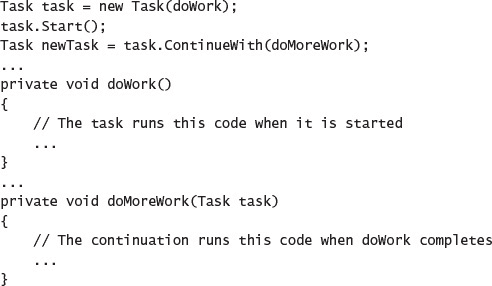 Task task = new Task(doWork);
task.Start();
Task newTask = task.ContinueWith(doMoreWork);
...
private void doWork()
{
    // The task runs this code when it is started
    ...
}
...
private void doMoreWork(Task task)
{
    // The continuation runs this code when doWork completes
    ...
}